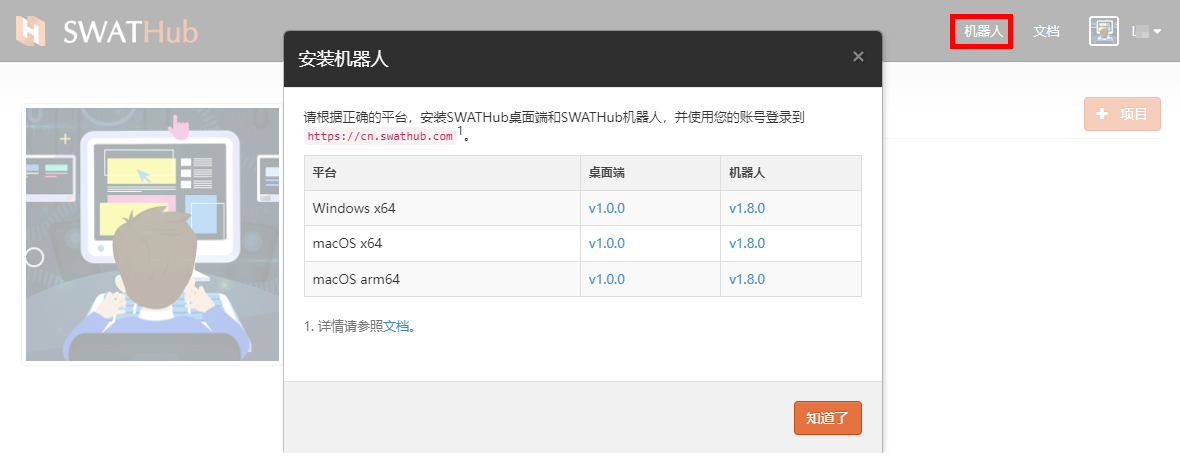 SWATHub
机器人 文档
安装机器人 ×
项目
请根据正确的平台，安装SWATHub桌面端和SWATHub机器人，并使用您的账号登录到
https://cn.swathub.com1。
平台 桌面端 机器人
Windows x64 v1.0.0 v1.8.0
macOS x64 v1.0.0 v1.8.0
macOS arm64 v1.0.0 v1.8.0
1. 详情请参照文档。
知道了